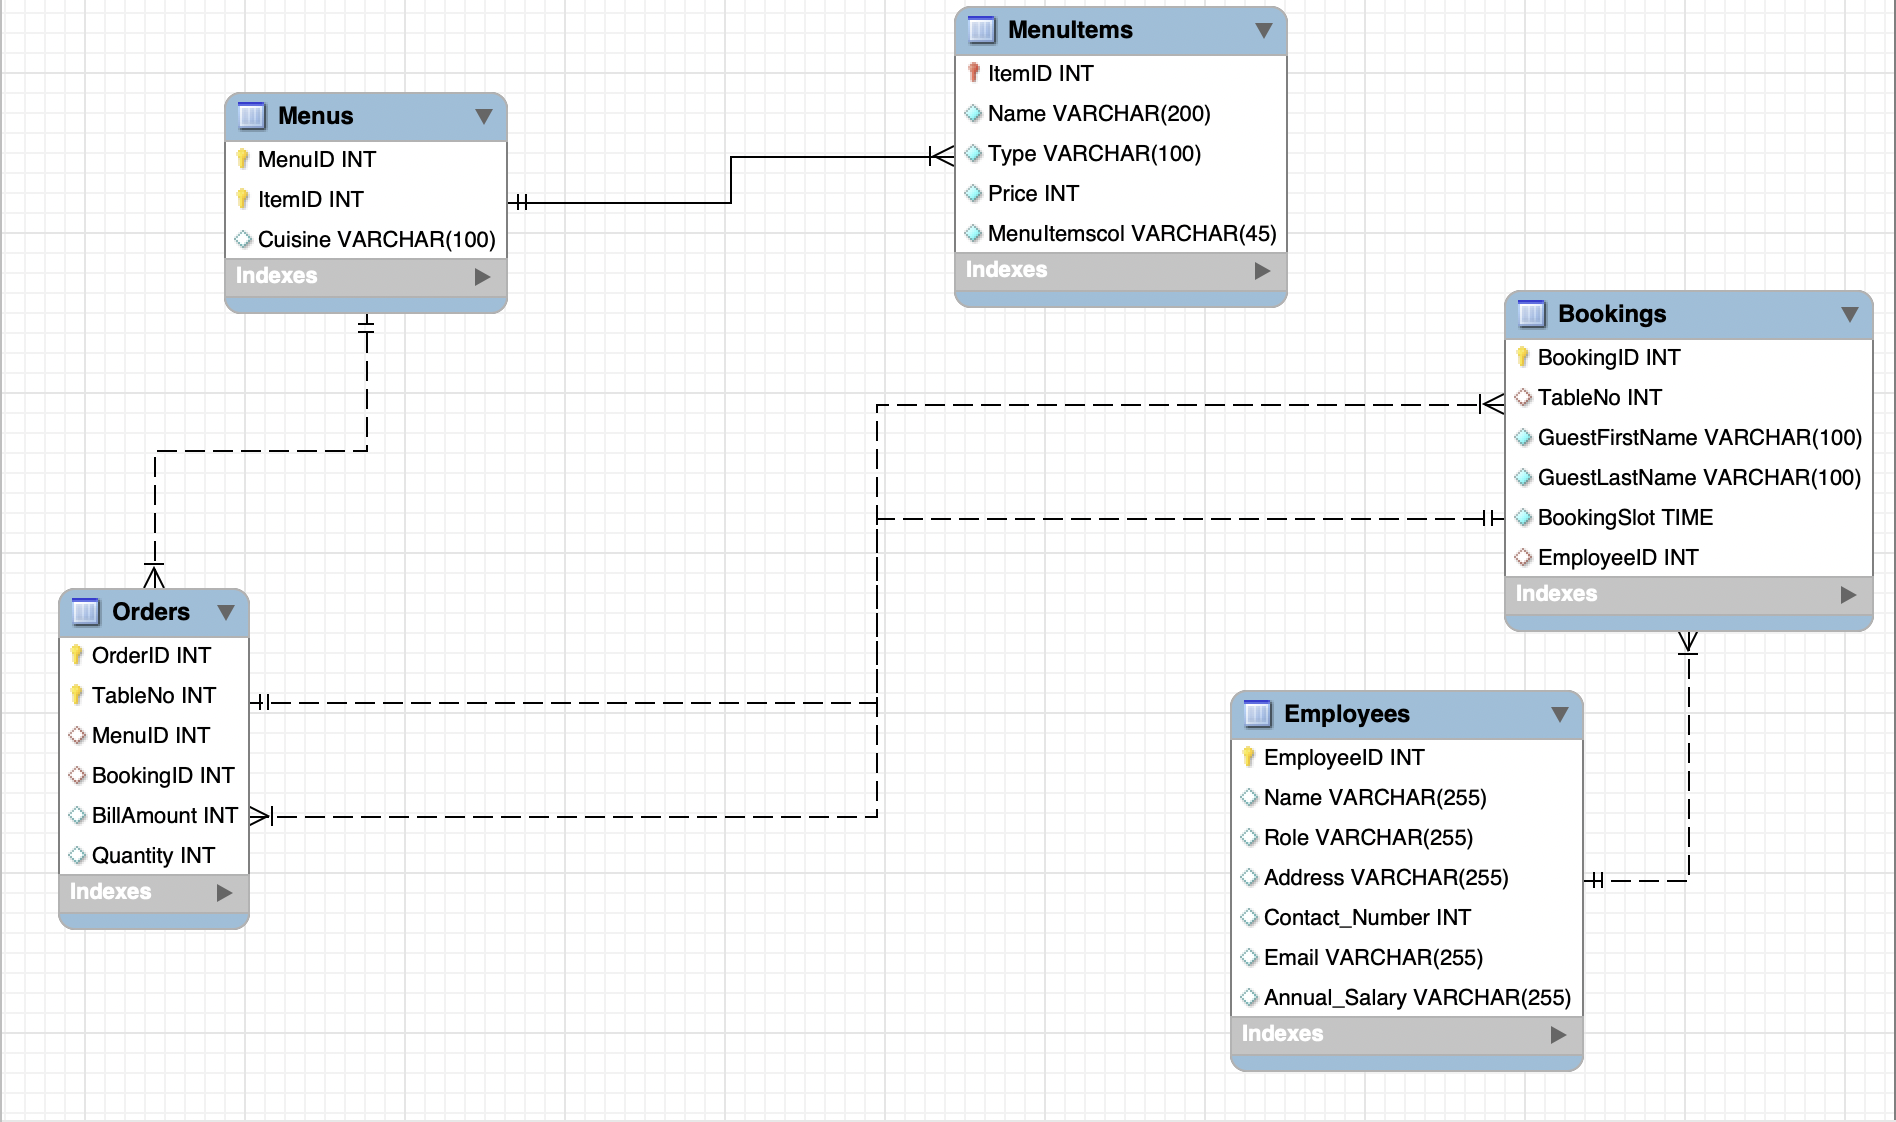 MenuItems
ItemID INT
Name VARCHAR(200)
Type VARCHAR(100)
Price INT
MenuItemscol VARCHAR(45)
Indexes
Menus
MenuID INT
ItemID INT
Cuisine VARCHAR(100)
Indexes
Bookings
BookingID INT
TableNo INT
GuestFirstName VARCHAR(100)
GuestLastName VARCHAR(100)
BookingSlot TIME
EmployeeID INT
Indexes
Orders
OrderID INT
TableNo INT
MenuID INT
BookingID INT
BillAmount INT
Quantity INT
Indexes
Employees
EmployeeID INT
Name VARCHAR(255)
Role VARCHAR(255)
Address VARCHAR(255)
Contact_Number INT
Email VARCHAR(255)
Annual_Salary VARCHAR(255)
Indexes